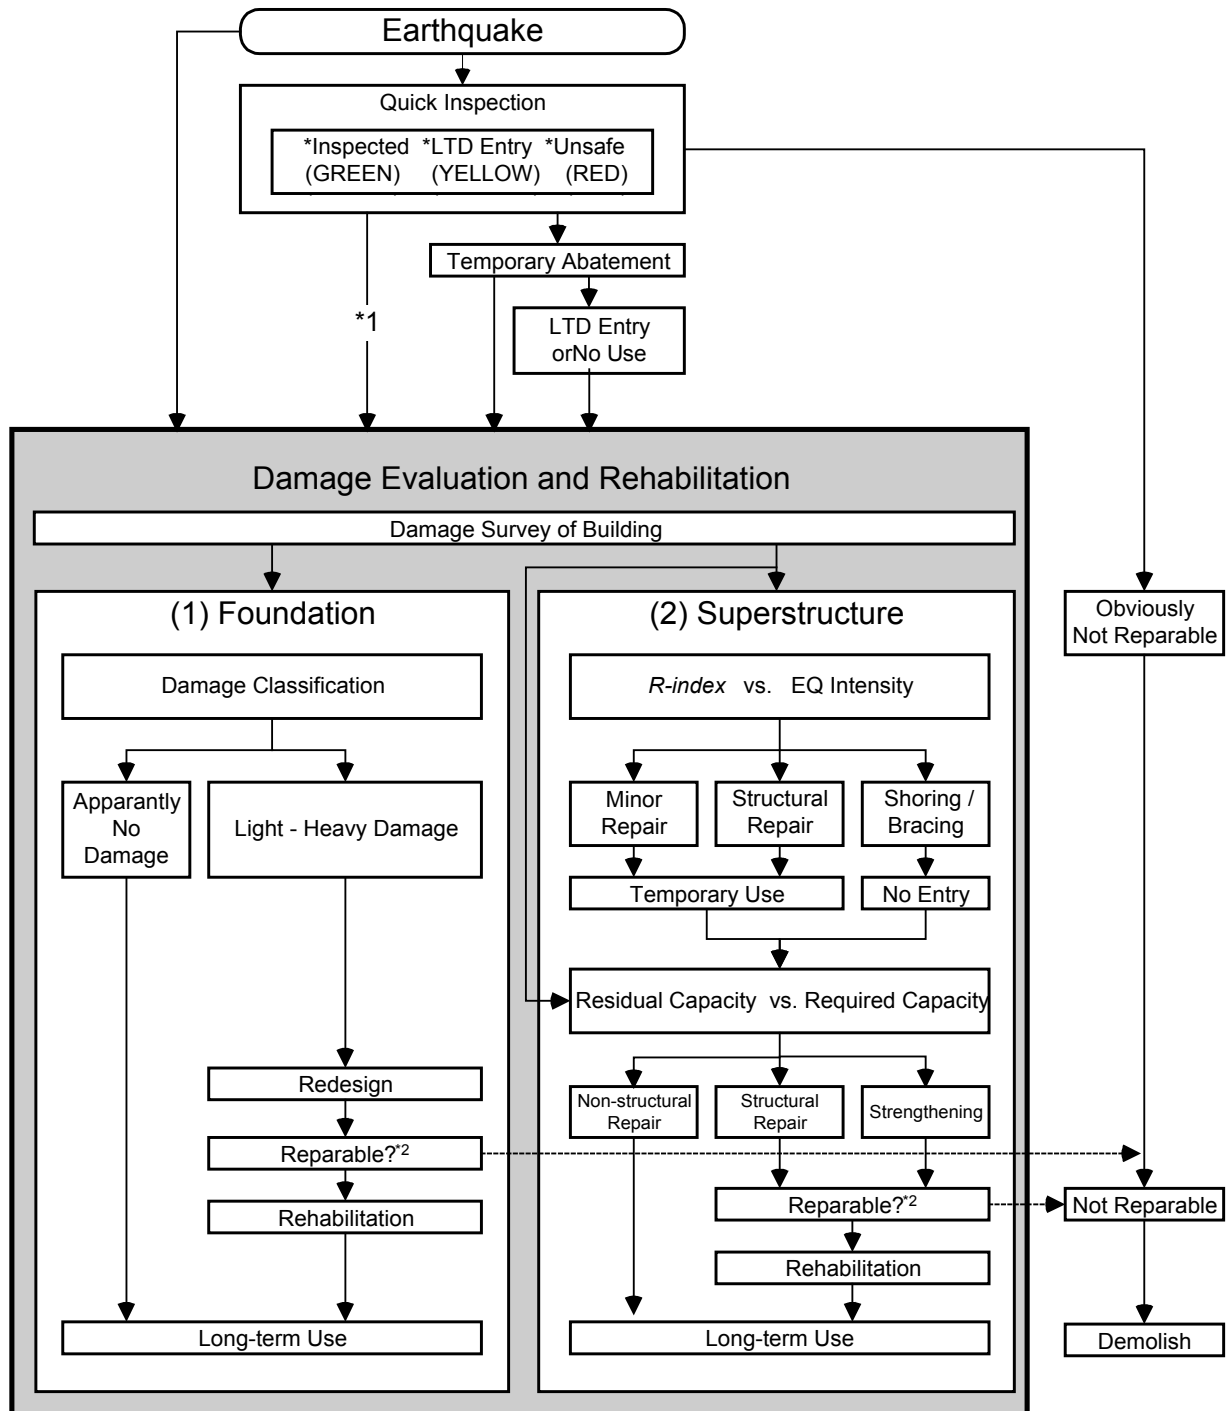 Earthquake
Quick Inspection
*Inspected *LTD Entry *Unsafe
(GREEN) (YELLOW) (RED)
Temporary Abatement
*1
LTD Entry
orNo Use
Damage Evaluation and Rehabilitation
Damage Survey of Building
(1) Foundation
Damage Classification
Apparantly
No
Damage
Light - Heavy Damage
Redesign
Reparable?*2
Rehabilitation
Long-term Use
(2) Superstructure
R-index vs. EQ Intensity
Minor
Repair
Structural
Repair
Shoring /
Bracing
Temporary Use
No Entry
Residual Capacity vs. Required Capacity
Non-structural
Repair
Structural
Repair
Strengthening
Reparable?*2
Rehabilitation
Long-term Use
Obviously
Not Reparable
Not Reparable
Demolish